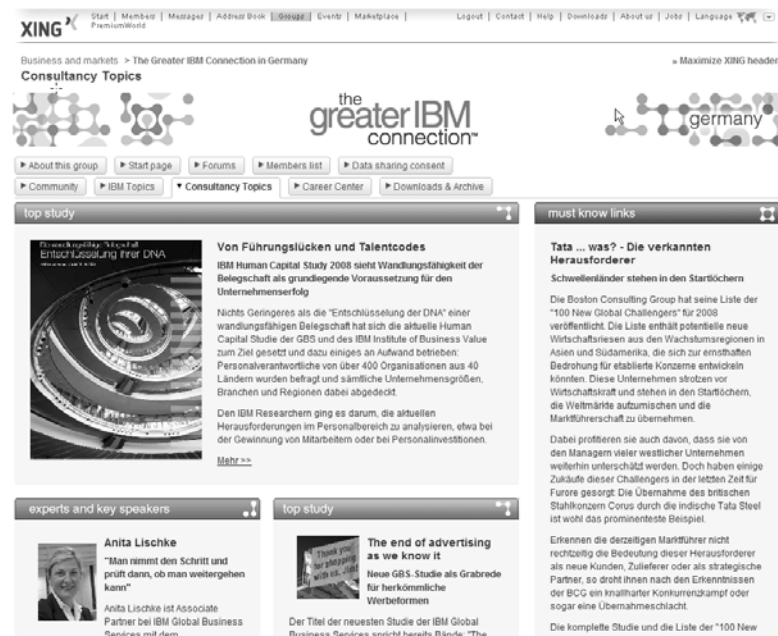 XING
Start | Members | Messages | Address Book | Groups | Events | Marketplace |
PremiumWorld
Logout | Contact | Help | Downloads | About us | Jobs | Language
Business and markets > The Greater IBM Connection in Germany
» Maximize XING header
Consultancy Topics
the
greater IBM
connection™
germany
About this group
Start page
Forums
Members list
Data sharing consent
Community
IBM Topics
Consultancy Topics
Career Center
Downloads & Archive
top study
Entschlüsselung ihrer DNA
Von Führungslücken und Talentcodes
IBM Human Capital Study 2008 sieht Wandlungsfähigkeit der
Belegschaft als grundlegende Voraussetzung für den
Unternehmenserfolg
Nichts Geringeres als die "Entschlüsselung der DNA" einer
wandlungsfähigen Belegschaft hat sich die aktuelle Human
Capital Studie der GBS und des IBM Institute of Business Value
zum Ziel gesetzt und dazu einiges an Aufwand betrieben:
Personalverantwortliche von über 400 Organisationen aus 40
Ländern wurden befragt und sämtliche Unternehmensgrößen,
Branchen und Regionen dabei abgedeckt.
Den IBM Researchern ging es darum, die aktuellen
Herausforderungen im Personalbereich zu analysieren, etwa bei
der Gewinnung von Mitarbeitern oder bei Personalinvestitionen.
Mehr >>
must know links
Tata ... was? - Die verkannten
Herausforderer
Schwellenländer stehen in den Startlöchern
Die Boston Consulting Group hat seine Liste der
"100 New Global Challengers" für 2008
veröffentlicht. Die Liste enthält potentielle neue
Wirtschaftsriesen aus den Wachstumsregionen in
Asien und Südamerika, die sich zur ernsthaften
Bedrohung für etablierte Konzerne entwickeln
könnten. Diese Unternehmen strotzen vor
Wirtschaftskraft und stehen in den Startlöchern,
die Weltmärkte aufzumischen und die
Marktführerschaft zu übernehmen.
Dabei profitieren sie auch davon, dass sie von
den Managern vieler westlicher Unternehmen
weiterhin unterschätzt werden. Doch haben einige
Zukäufe dieser Challengers in der letzten Zeit für
Furore gesorgt: Die Übernahme des britischen
Stahlkonzern Corus durch die indische Tata Steel
ist wohl das prominenteste Beispiel.
Erkennen die derzeitigen Marktführer nicht
rechtzeitig die Bedeutung dieser Herausforderer
als neue Kunden, Zulieferer oder als strategische
Partner, so droht ihnen nach den Erkenntnissen
der BCG ein knallharter Konkurrenzkampf oder
sogar eine Übernahmeschlacht.
Die komplette Studie und die Liste der "100 New
experts and key speakers
Anita Lischke
"Man nimmt den Schritt und
prüft dann, ob man weitergehen
kann"
Anita Lischke ist Associate
Partner bei IBM Global Business
Services mit dem
top study
Thank you
for shopping
with us
The end of advertising
as we know it
Neue GBS-Studie als Grabrede
für herkömmliche
Werbeformen
Der Titel der neuesten Studie der IBM Global
Business Services spricht bereits Bände: "The